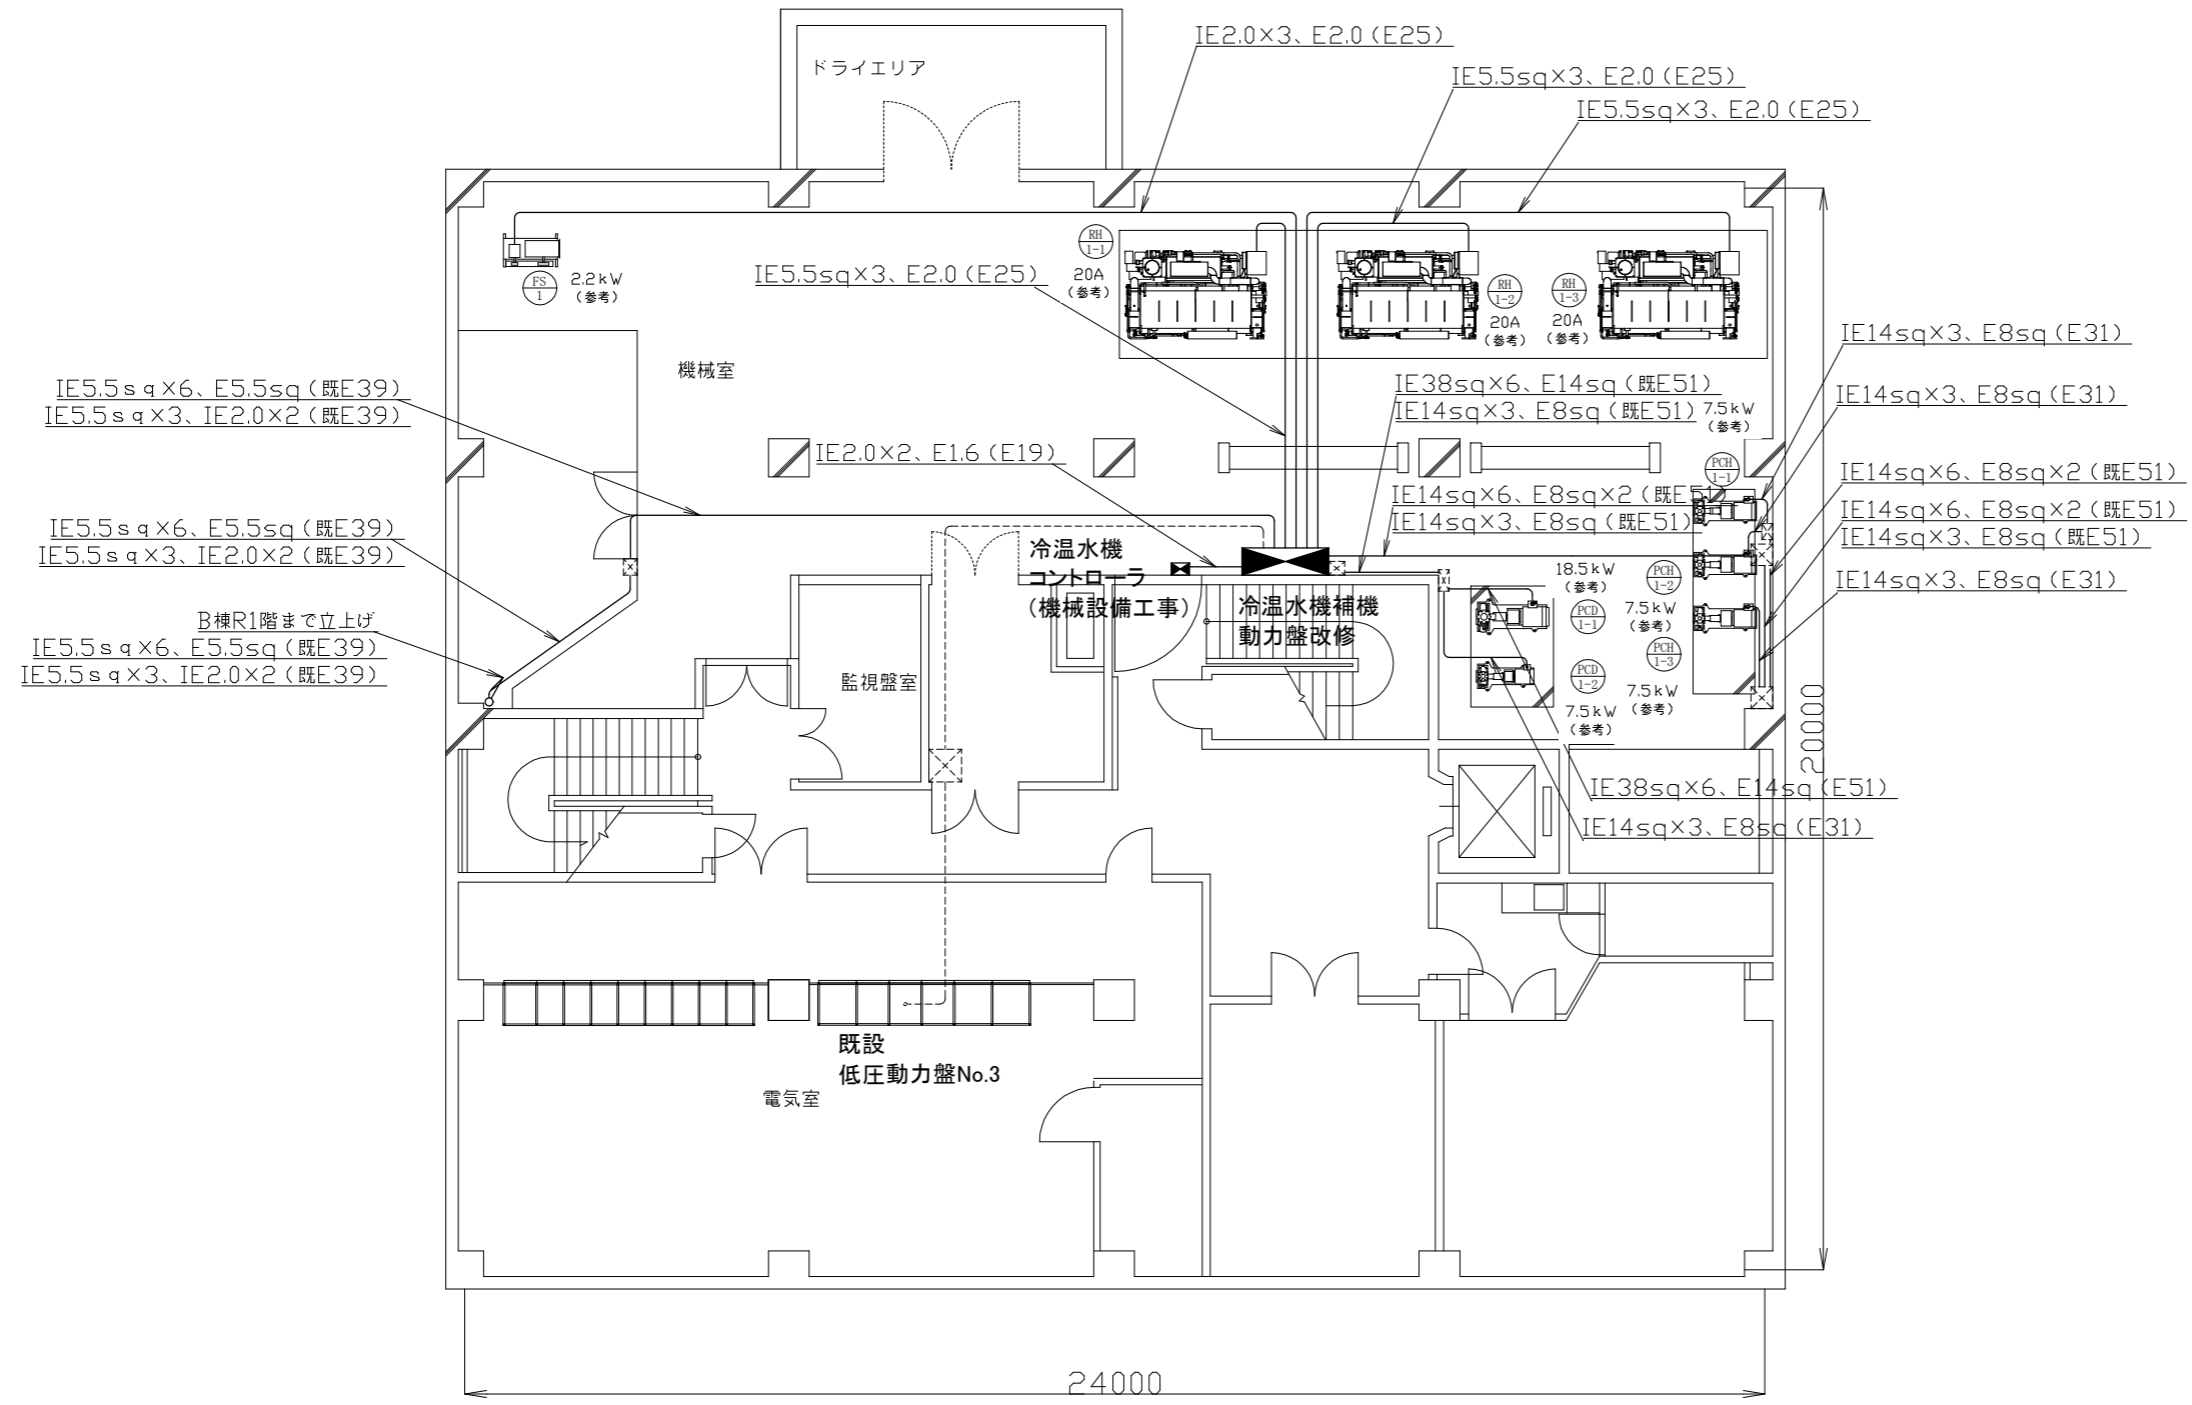 IE2.0×3、E2.0(E25)
ドライエリア
IE5.5sq×3、E2.0(E25)
IE5.5sq×3、E2.0(E25)
RH
1-1
20A
(参考)
FS
1
2.2kW
(参考)
IE5.5sq×3、E2.0(E25)
RH
1-2
20A
(参考)
RH
1-3
20A
(参考)
IE14sq×3、E8sq(E31)
機械室
IE5.5sq×6、E5.5sq(既E39)
IE5.5sq×3、IE2.0×2(既E39)
IE38sq×6、E14sq(既E51)
IE14sq×3、E8sq(既E51)
7.5kW
(参考)
IE14sq×3、E8sq(E31)
IE2.0×2、E1.6(E19)
PCH
1-1
IE14sq×6、E8sq×2(既E51)
IE14sq×6、E8sq×2(既E51)
IE14sq×3、E8sq(既E51)
IE14sq×6、E8sq×2(既E51)
IE14sq×3、E8sq(既E51)
IE5.5sq×6、E5.5sq(既E39)
IE5.5sq×3、IE2.0×2(既E39)
冷温水機
コントローラ
(機械設備工事)
冷温水機補機
動力盤改修
18.5kW
(参考)
PCH
1-2
7.5kW
(参考)
PCD
1-1
IE14sq×3、E8sq(E31)
B棟R1階まで立上げ
IE5.5sq×6、E5.5sq(既E39)
IE5.5sq×3、IE2.0×2(既E39)
監視盤室
PCH
1-3
7.5kW
(参考)
PCD
1-2
7.5kW
(参考)
20000
IE38sq×6、E14sq(E51)
IE14sq×3、E8sq(E31)
既設
低圧動力盤No.3
電気室
24000